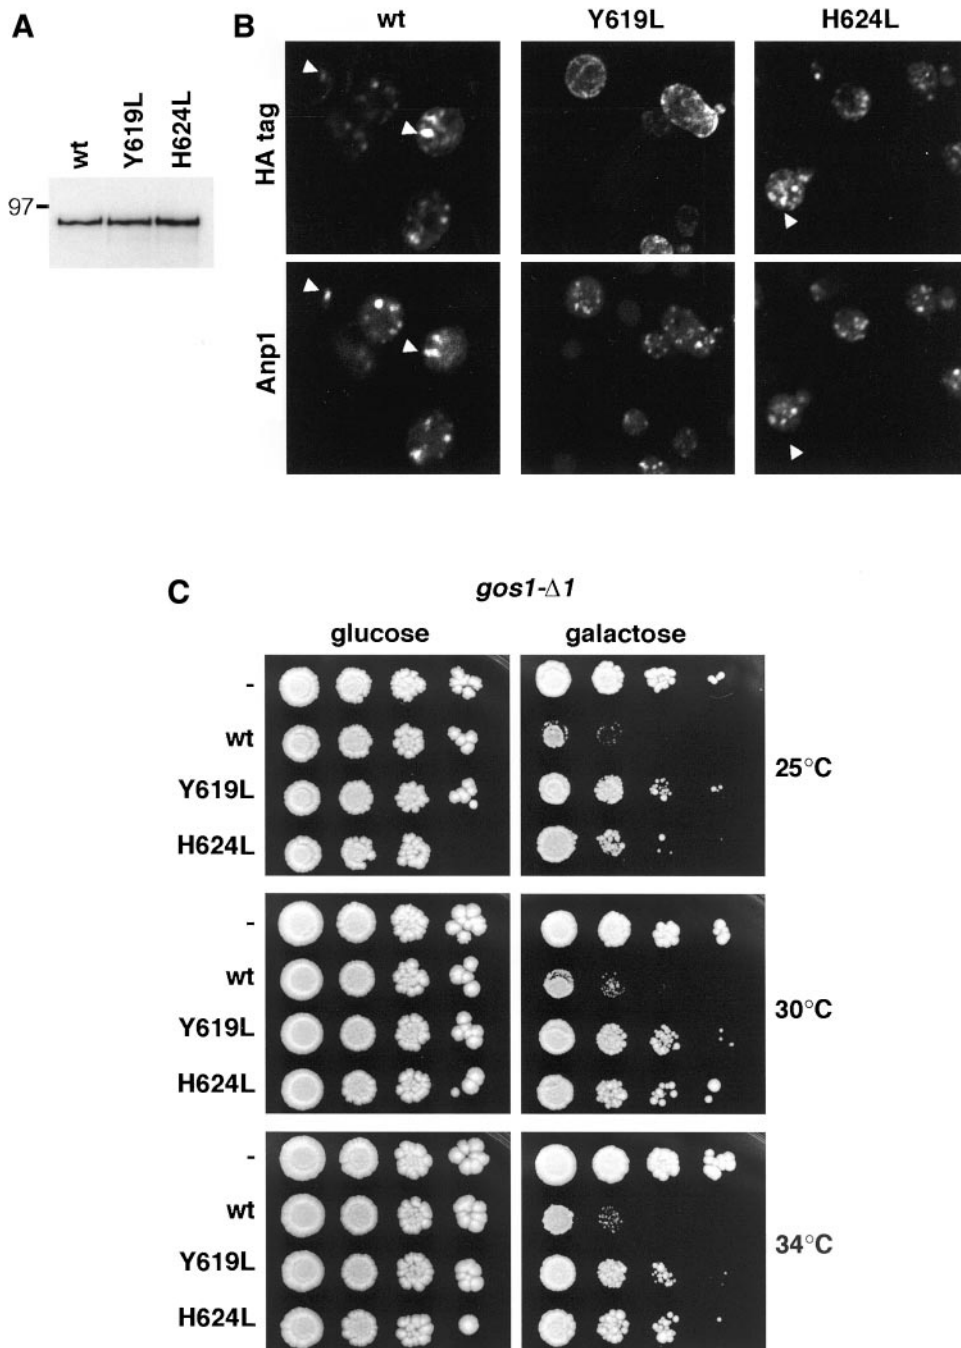 A
wt
Y619L
H624L
97
B
wt
Y619L
H624L
HA tag
Anp1
C
gos1-Δ1
glucose
galactose
-
wt
Y619L
H624L
25°C
-
wt
Y619L
H624L
30°C
-
wt
Y619L
H624L
34°C